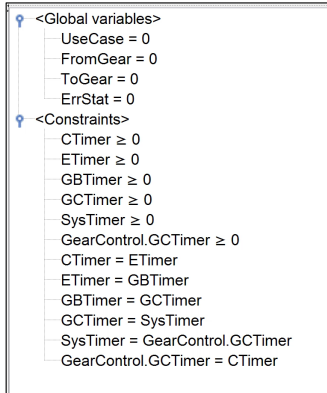 <Global variables>
UseCase = 0
FromGear = 0
ToGear = 0
ErrStat = 0
<Constraints>
CTimer ≥ 0
ETimer ≥ 0
GBTimer ≥ 0
GCTimer ≥ 0
SysTimer ≥ 0
GearControl.GCTimer ≥ 0
CTimer = ETimer
ETimer = GBTimer
GBTimer = GCTimer
GCTimer = SysTimer
SysTimer = GearControl.GCTimer
GearControl.GCTimer = CTimer